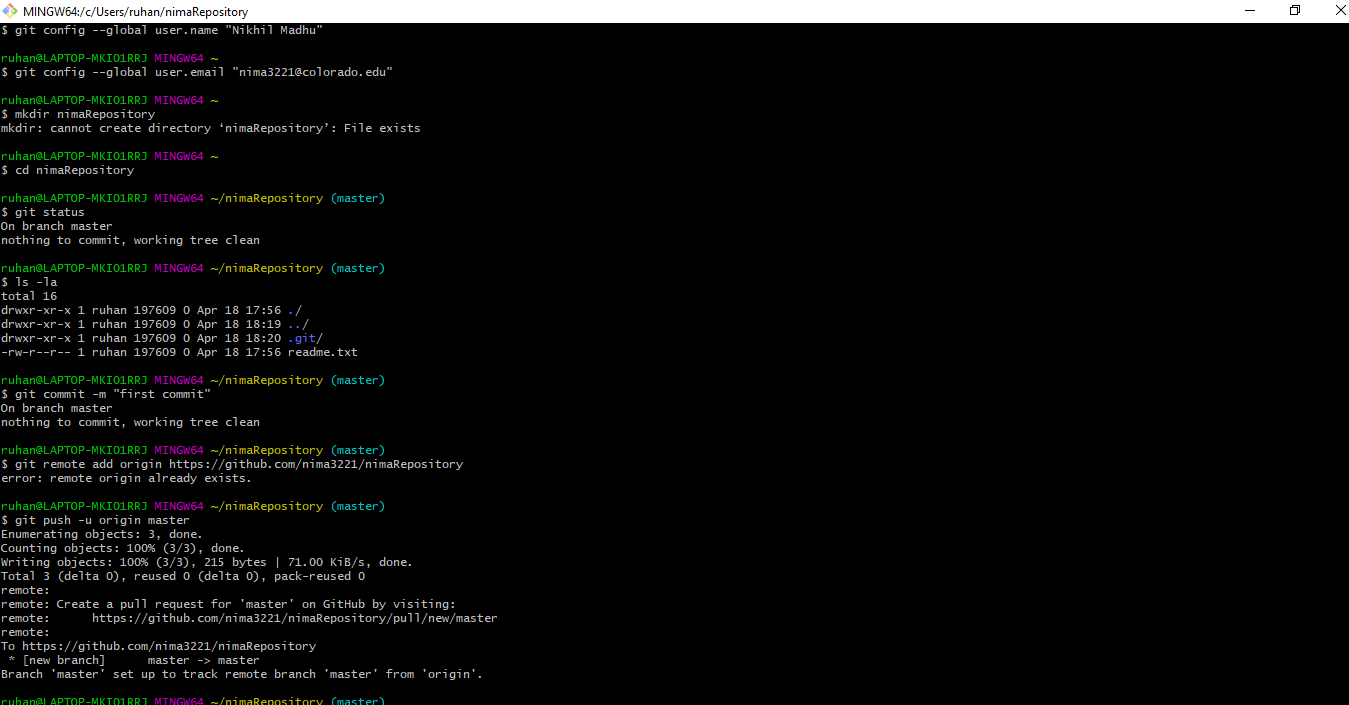 MINGW64:/c/Users/ruhan/nimaRepository
$ git config --global user.name "Nikhil Madhu"
ruhan@LAPTOP-MKIO1RRJ MINGW64 ~
$ git config --global user.email "nima3221@colorado.edu"
ruhan@LAPTOP-MKIO1RRJ MINGW64 ~
$ mkdir nimaRepository
mkdir: cannot create directory ‘nimaRepository’: File exists
ruhan@LAPTOP-MKIO1RRJ MINGW64 ~
$ cd nimaRepository
ruhan@LAPTOP-MKIO1RRJ MINGW64 ~/nimaRepository (master)
$ git status
On branch master
nothing to commit, working tree clean
ruhan@LAPTOP-MKIO1RRJ MINGW64 ~/nimaRepository (master)
$ ls -la
total 16
drwxr-xr-x 1 ruhan 197609 0 Apr 18 17:56 ./
drwxr-xr-x 1 ruhan 197609 0 Apr 18 18:19 ../
drwxr-xr-x 1 ruhan 197609 0 Apr 18 18:20 .git/
-rw-r--r-- 1 ruhan 197609 0 Apr 18 17:56 readme.txt
ruhan@LAPTOP-MKIO1RRJ MINGW64 ~/nimaRepository (master)
$ git commit -m "first commit"
On branch master
nothing to commit, working tree clean
ruhan@LAPTOP-MKIO1RRJ MINGW64 ~/nimaRepository (master)
$ git remote add origin https://github.com/nima3221/nimaRepository
error: remote origin already exists.
ruhan@LAPTOP-MKIO1RRJ MINGW64 ~/nimaRepository (master)
$ git push -u origin master
Enumerating objects: 3, done.
Counting objects: 100% (3/3), done.
Writing objects: 100% (3/3), 215 bytes | 71.00 KiB/s, done.
Total 3 (delta 0), reused 0 (delta 0), pack-reused 0
remote:
remote: Create a pull request for 'master' on GitHub by visiting:
remote:      https://github.com/nima3221/nimaRepository/pull/new/master
remote:
To https://github.com/nima3221/nimaRepository
 * [new branch]      master -> master
Branch 'master' set up to track remote branch 'master' from 'origin'.
ruhan@LAPTOP-MKIO1RRJ MINGW64 ~/nimaRepository (master)